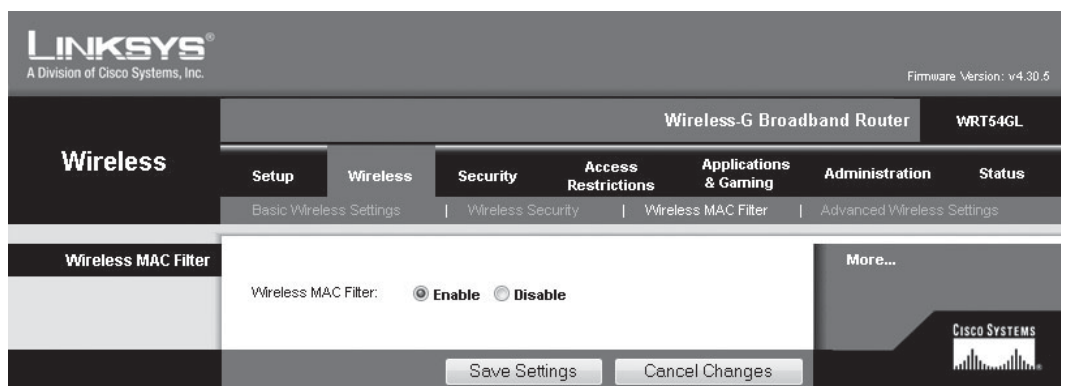 LINKSYS®
A Division of Cisco Systems, Inc.
Firmware Version: v4.30.5
Wireless-G Broadband Router WRT54GL
Wireless
Setup Wireless Security Access Restrictions Applications & Gaming Administration Status
Basic Wireless Settings | Wireless Security | Wireless MAC Filter | Advanced Wireless Settings
Wireless MAC Filter
More...
Wireless MAC Filter: Enable Disable
CISCO SYSTEMS
Save Settings Cancel Changes